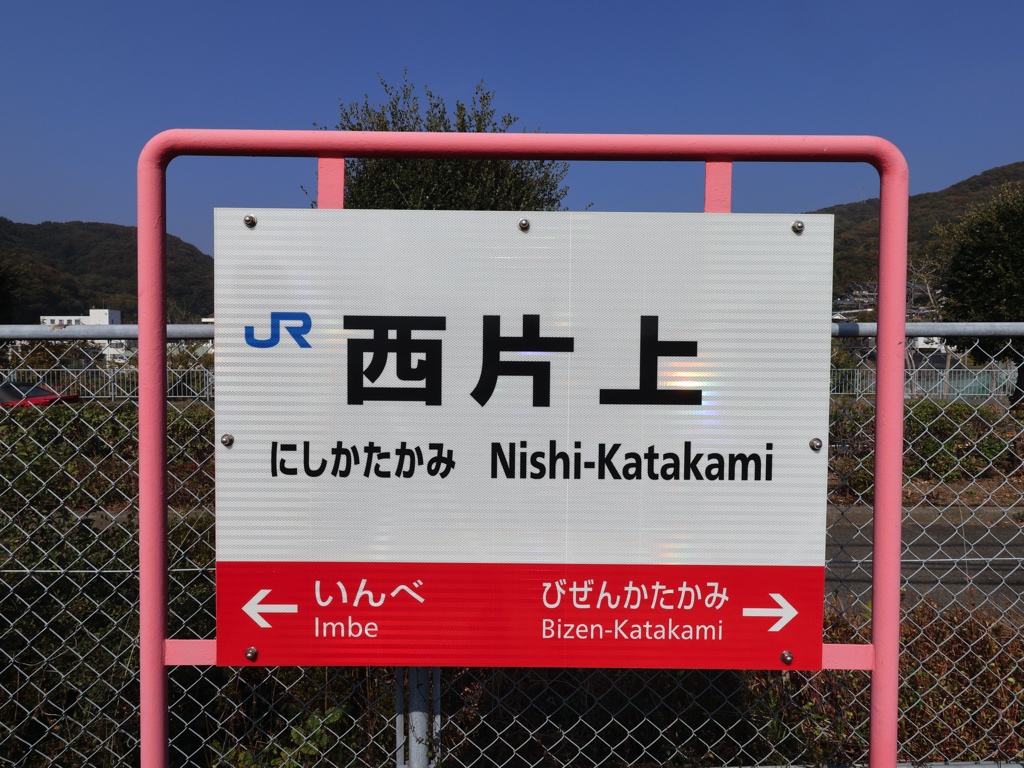 JR 西片上
にしかたかみ Nishi-Katakami
← いんべ びぜんかたかみ →
Imbe Bizen-Katakami